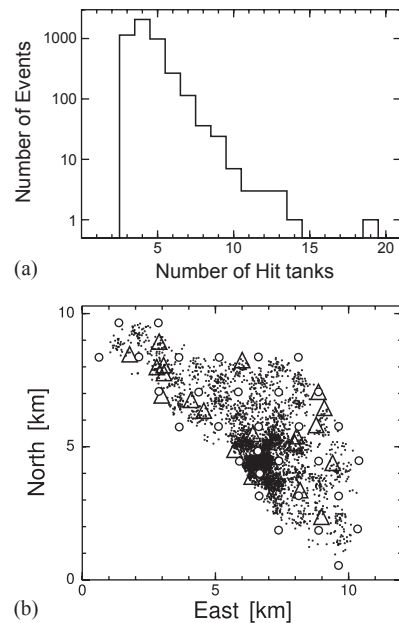 1000
100
10
1
Number of Events
5 10 15 20
(a) Number of Hit tanks
10
5
0
North [km]
0 5 10
(b) East [km]